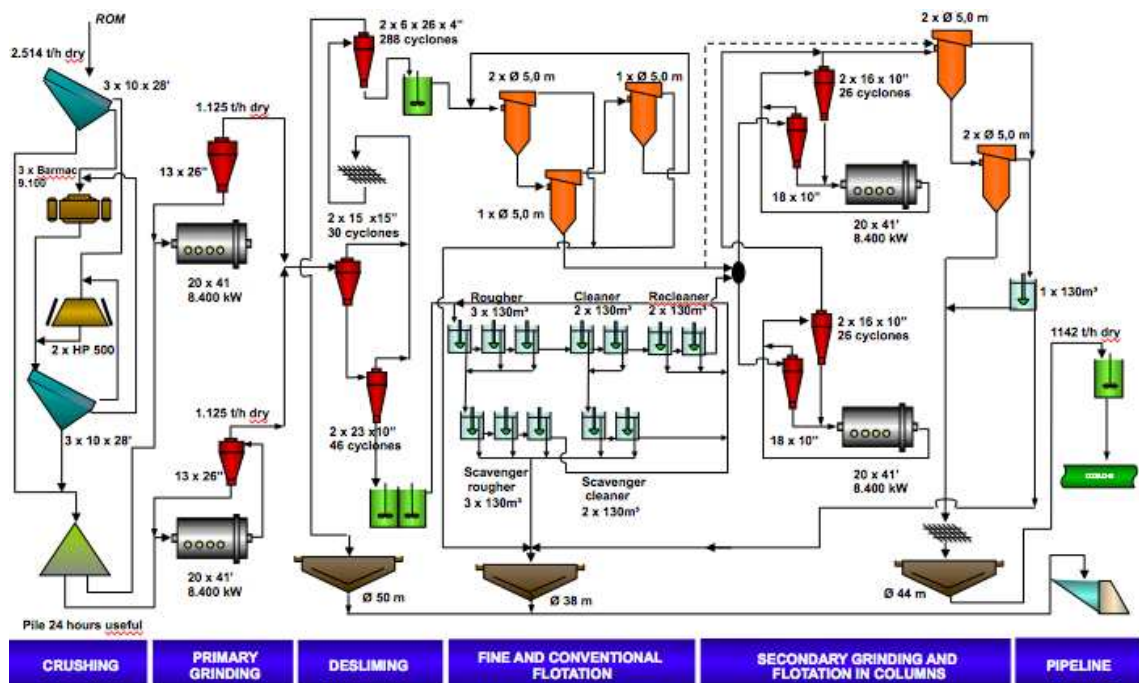 ROM
2.514 t/h dry
3 x 10 x 28'
3 x Barmac
9.100
2 x HP 500
3 x 10 x 28'
Pile 24 hours useful
1.125 t/h dry
13 x 26"
20 x 41
8.400 kW
1.125 t/h dry
13 x 26"
20 x 41'
8.400 kW
2 x 6 x 26 x 4"
288 cyclones
2 x 15 x15"
30 cyclones
2 x 23 x10"
46 cyclones
Ø 50 m
2 x Ø 5,0 m
1 x Ø 5,0 m
1 x Ø 5,0 m
Rougher
3 x 130m³
Cleaner
2 x 130m³
Recleaner
2 x 130m³
Scavenger
rougher
3 x 130m³
Scavenger
cleaner
2 x 130m³
Ø 38 m
2 x Ø 5,0 m
2 x 16 x 10"
26 cyclones
18 x 10"
20 x 41'
8.400 kW
2 x Ø 5,0 m
2 x 16 x 10"
26 cyclones
18 x 10"
20 x 41'
8.400 kW
1 x 130m³
1142 t/h dry
Ø 44 m
CRUSHING
PRIMARY
GRINDING
DESLIMING
FINE AND CONVENTIONAL
FLOTATION
SECONDARY GRINDING AND
FLOTATION IN COLUMNS
PIPELINE